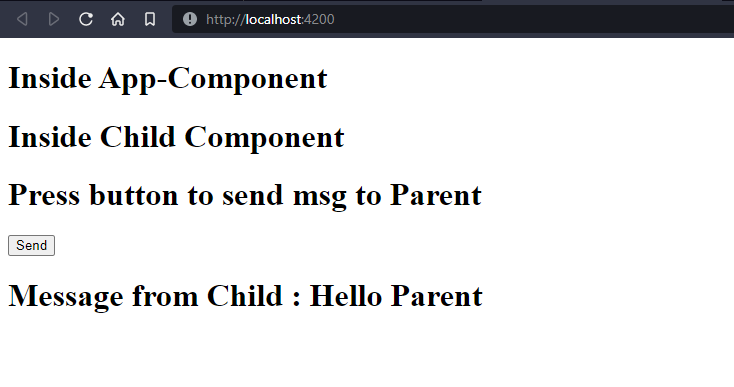 http://localhost:4200
Inside App-Component
Inside Child Component
Press button to send msg to Parent
Send
Message from Child : Hello Parent